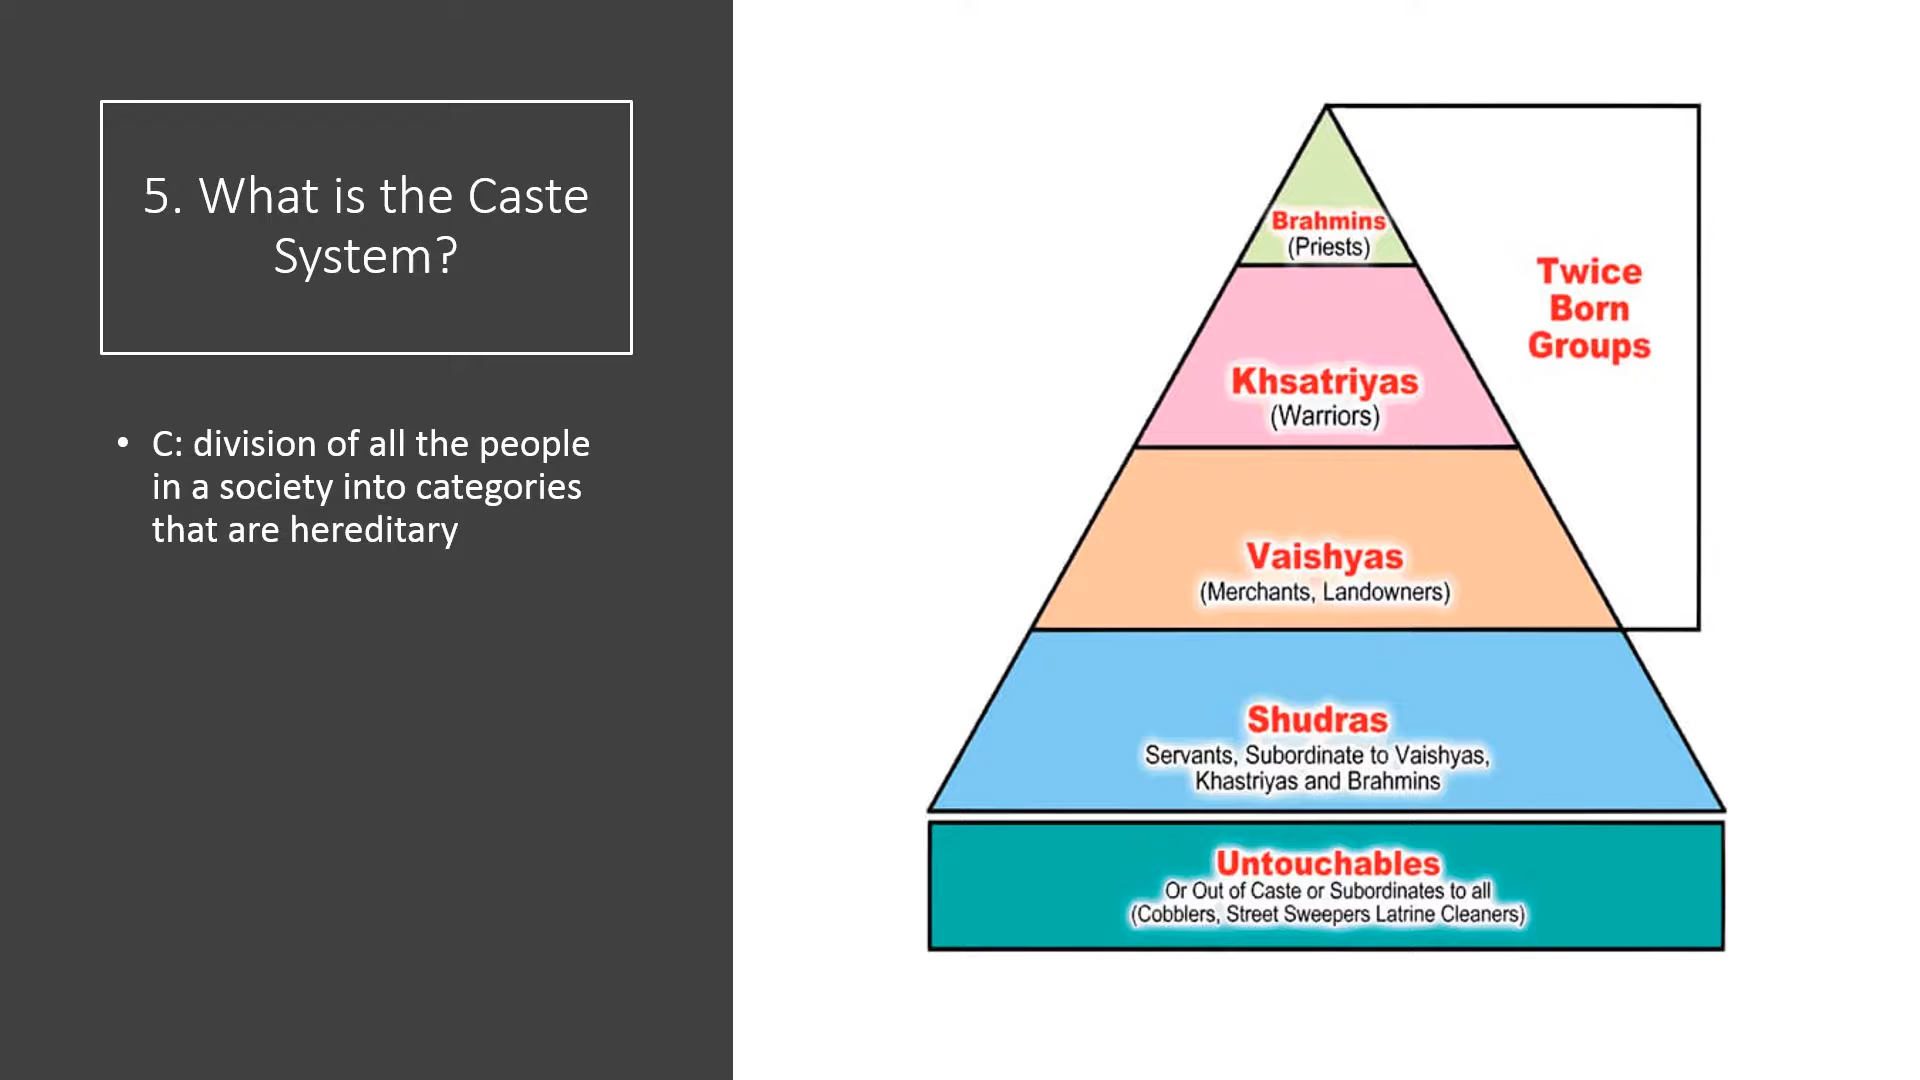 5. What is the Caste
System?
• C: division of all the people
in a society into categories
that are hereditary
Brahmins
(Priests)
Twice
Born
Groups
Khsatriyas
(Warriors)
Vaishyas
(Merchants, Landowners)
Shudras
Servants, Subordinate to Vaishyas,
Khastriyas and Brahmins
Untouchables
Or Out of Caste or Subordinates to all
(Cobblers, Street Sweepers Latrine Cleaners)